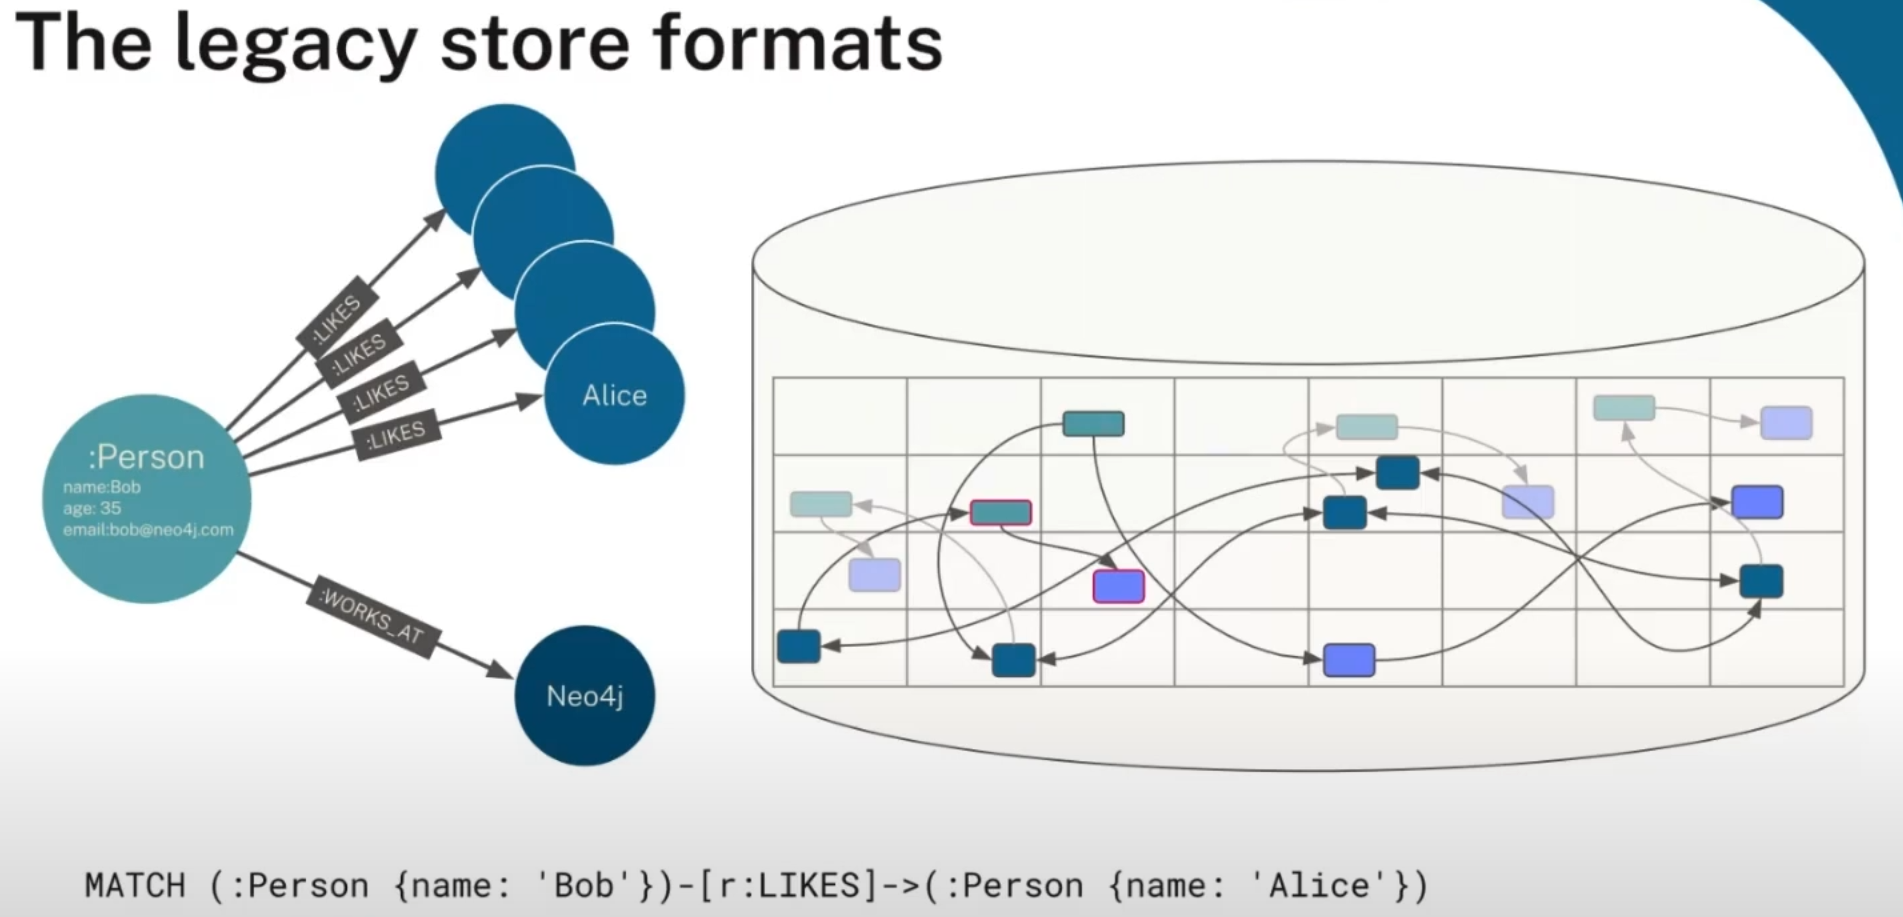 The legacy store formats
:LIKES
:LIKES
:LIKES
:LIKES
Alice
:Person
name:Bob
age: 35
email:bob@neo4j.com
:WORKS_AT
Neo4j
MATCH (:Person {name: 'Bob'})-[r:LIKES]->(:Person {name: 'Alice'})